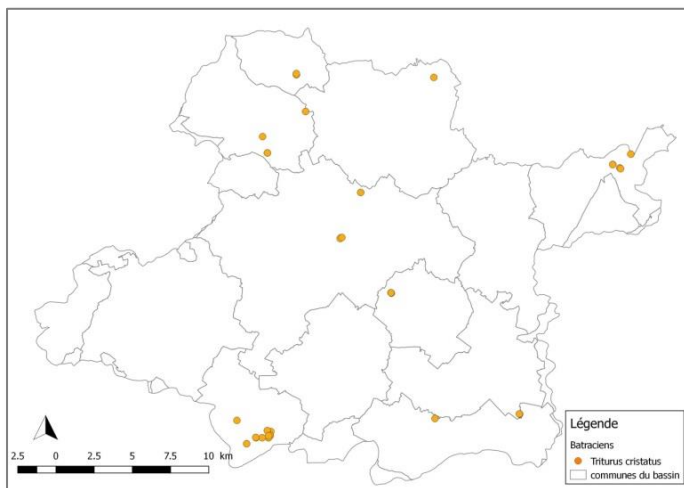 2.5 0 2.5 5 7.5 10 km
Légende
Batraciens
Triturus cristatus
communes du bassin